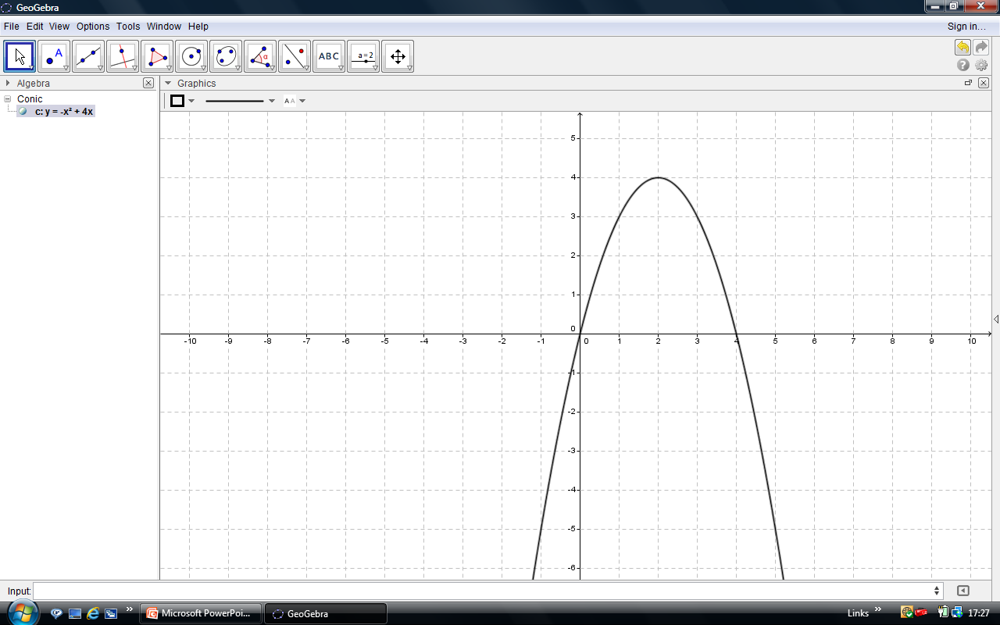 GeoGebra
File Edit View Options Tools Window Help Sign in...
A α ABC a=2
Algebra
Graphics
Conic
c: y = -x² + 4x
A A
5
4
3
2
1
0
-10 -9 -8 -7 -6 -5 -4 -3 -2 -1 0 1 2 3 4 5 6 7 8 9 10
-1
-2
-3
-4
-5
-6
Input:
Microsoft PowerPoi... GeoGebra Links 17:27